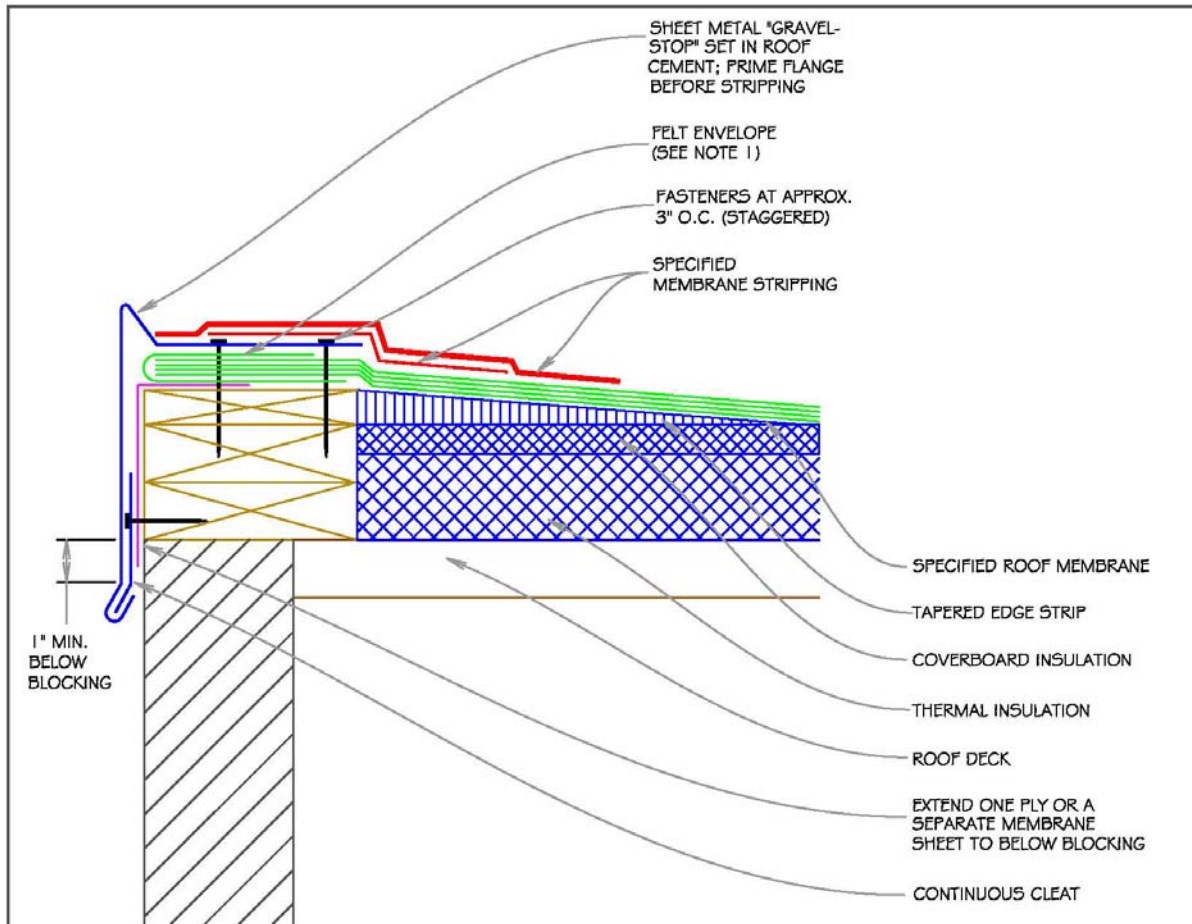 SHEET METAL "GRAVEL-
STOP" SET IN ROOF
CEMENT; PRIME FLANGE
BEFORE STRIPPING
FELT ENVELOPE
(SEE NOTE 1)
FASTENERS AT APPROX.
3" O.C. (STAGGERED)
SPECIFIED
MEMBRANE STRIPPING
1" MIN.
BELOW
BLOCKING
SPECIFIED ROOF MEMBRANE
TAPERED EDGE STRIP
COVERBOARD INSULATION
THERMAL INSULATION
ROOF DECK
EXTEND ONE PLY OR A
SEPARATE MEMBRANE
SHEET TO BELOW BLOCKING
CONTINUOUS CLEAT